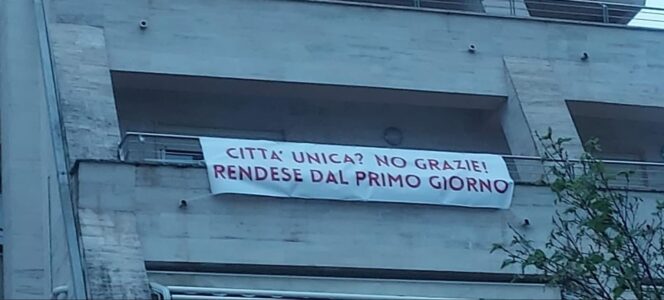 CITTA' UNICA? NO GRAZIE!
RENDESE DAL PRIMO GIORNO